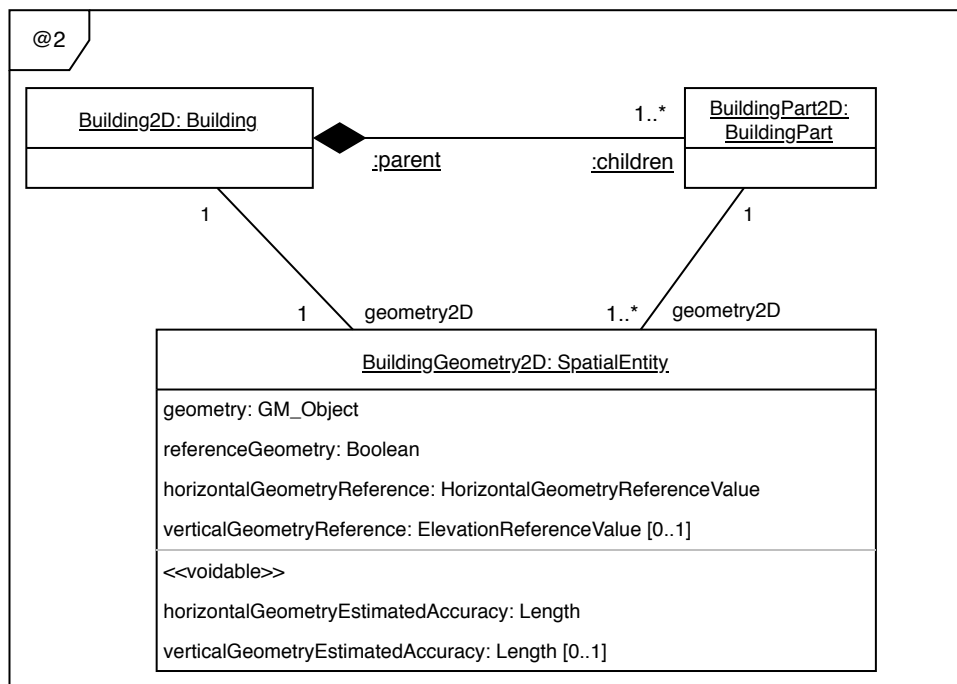 @2
Building2D: Building
1..*
BuildingPart2D:
BuildingPart
:parent
:children
1
1
1
geometry2D
1..*
geometry2D
BuildingGeometry2D: SpatialEntity
geometry: GM_Object
referenceGeometry: Boolean
horizontalGeometryReference: HorizontalGeometryReferenceValue
verticalGeometryReference: ElevationReferenceValue [0..1]
<<voidable>>
horizontalGeometryEstimatedAccuracy: Length
verticalGeometryEstimatedAccuracy: Length [0..1]